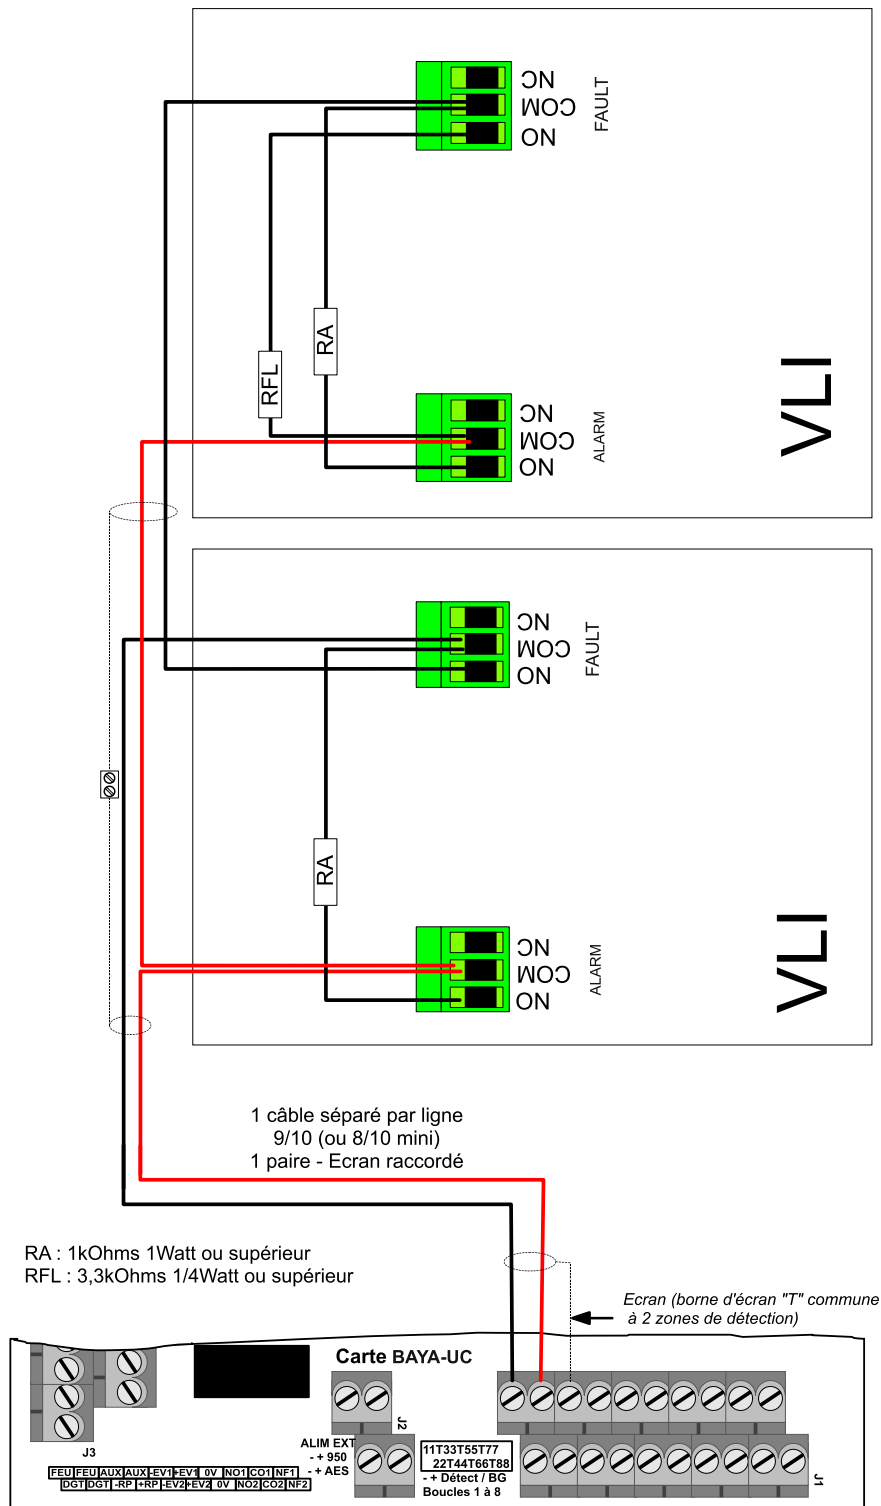 NC
COM
NO
FAULT
RA
RFL
NC
COM
NO
ALARM
VLI
NC
COM
NO
FAULT
RA
NC
COM
NO
ALARM
VLI
1 câble séparé par ligne
9/10 (ou 8/10 mini)
1 paire - Ecran raccordé
RA : 1kOhms 1Watt ou supérieur
RFL : 3,3kOhms 1/4Watt ou supérieur
Ecran (borne d'écran "T" commune
à 2 zones de détection)
Carte BAYA-UC
J3
J2
J1
ALIM EXT
- + 950
- + AES
11T33T55T77
22T44T66T88
- + Détect / BG
Boucles 1 à 8
FEU FEU AUX AUX -EV1 +EV1 0V NO1 CO1 NF1
DGT DGT -RP +RP -EV2 +EV2 0V NO2 CO2 NF2